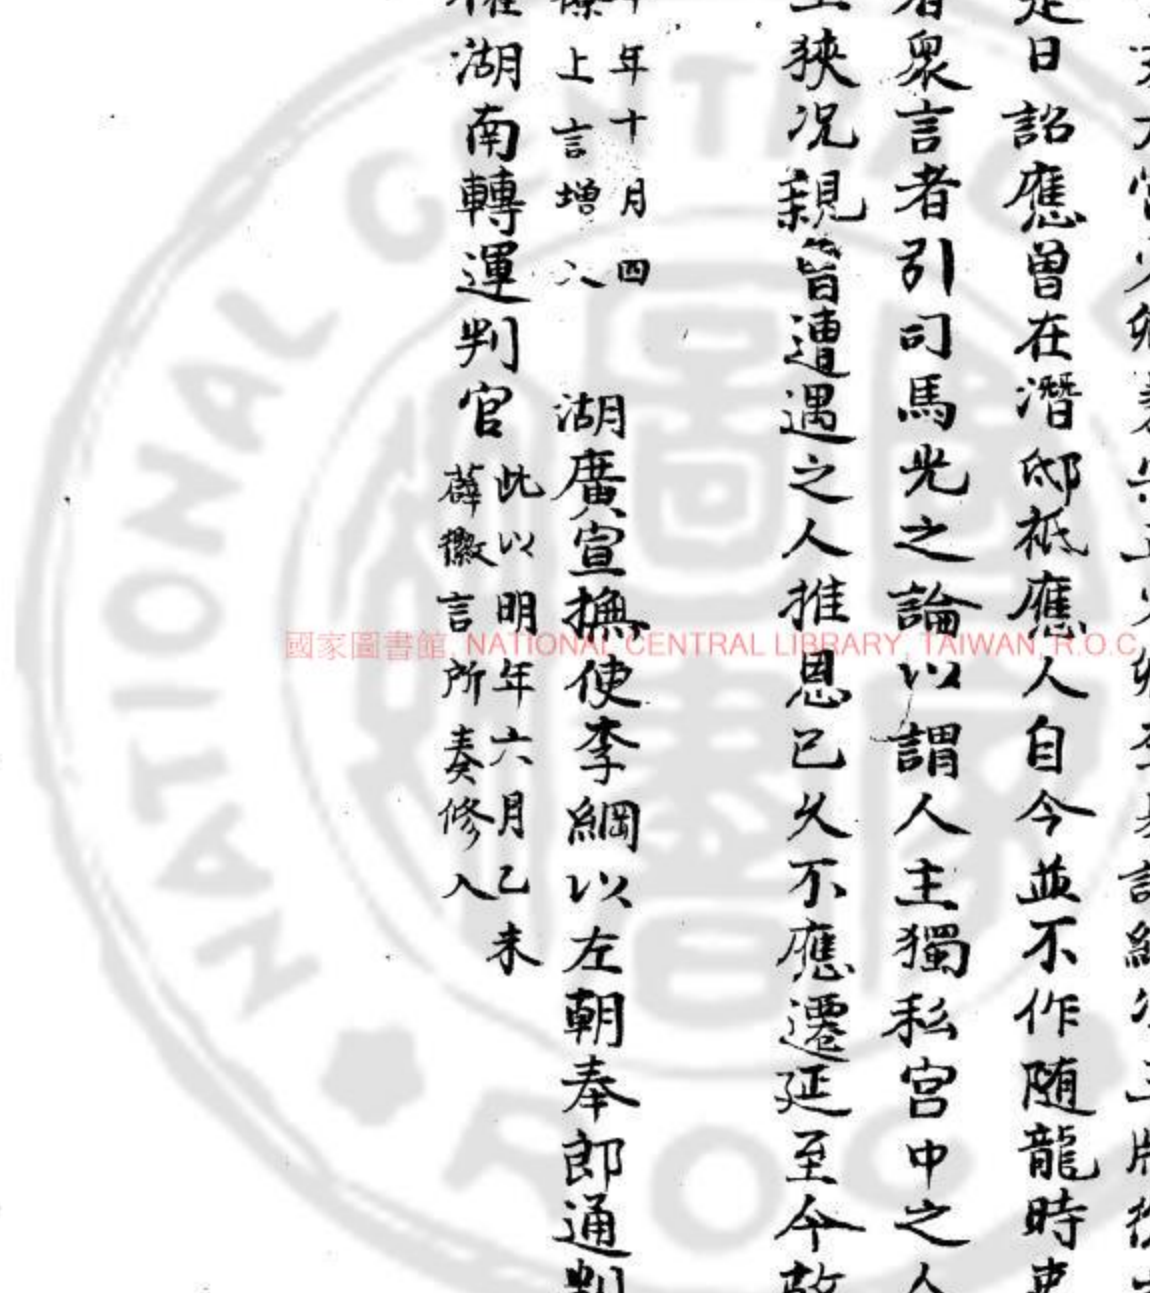 是日詔應曾在潛邸祗應人自今並不作随龍時
者衆言者引司馬光之論以謂人主獨私宮中之人
狹况親旨遭遇之人推恩已久不應遷延至今故
湖廣宣撫使李綱以左朝奉郎通判
年十月四
上言增入
湖南轉運判官
此以明年六月乙未
薛徽言所奏修入
國家圖書館, NATIONAL CENTRAL LIBRARY, TAIWAN, R.O.C